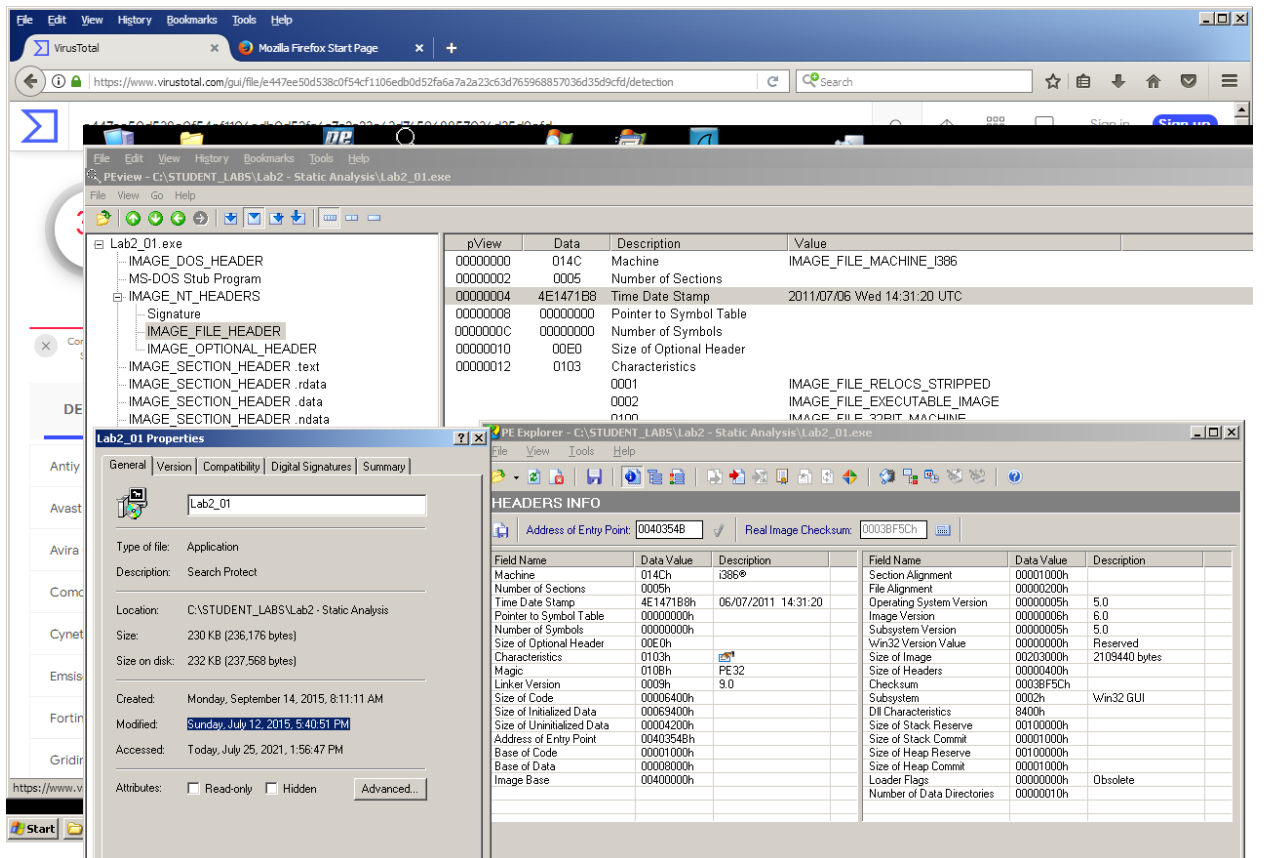 File Edit View History Bookmarks Tools Help
VirusTotal
Mozilla Firefox Start Page
https://www.virustotal.com/gui/file/e447ee50d538c0f54cf1106edb0d52fa6a7a2a23c63d765968857036d35d9cfd/detection
Search
Sign in
Sign up
File Edit View History Bookmarks Tools Help
PEview - C:\STUDENT_LABS\Lab2 - Static Analysis\Lab2_01.exe
File View Go Help
Lab2_01.exe
IMAGE_DOS_HEADER
MS-DOS Stub Program
IMAGE_NT_HEADERS
Signature
IMAGE_FILE_HEADER
IMAGE_OPTIONAL_HEADER
IMAGE_SECTION_HEADER .text
IMAGE_SECTION_HEADER .rdata
IMAGE_SECTION_HEADER .data
IMAGE_SECTION_HEADER .ndata
pView Data Description Value
00000000 014C Machine IMAGE_FILE_MACHINE_I386
00000002 0005 Number of Sections
00000004 4E1471B8 Time Date Stamp 2011/07/06 Wed 14:31:20 UTC
00000008 00000000 Pointer to Symbol Table
0000000C 00000000 Number of Symbols
00000010 00E0 Size of Optional Header
00000012 0103 Characteristics
0001 IMAGE_FILE_RELOCS_STRIPPED
0002 IMAGE_FILE_EXECUTABLE_IMAGE
0100 IMAGE_FILE_32BIT_MACHINE
DE
Antiy
Avast
Avira
Como
Cynet
Emsis
Fortin
Gridin
https://www.v
Start
Lab2_01 Properties
General Version Compatibility Digital Signatures Summary
Lab2_01
Type of file: Application
Description: Search Protect
Location: C:\STUDENT_LABS\Lab2 - Static Analysis
Size: 230 KB (236,176 bytes)
Size on disk: 232 KB (237,568 bytes)
Created: Monday, September 14, 2015, 8:11:11 AM
Modified: Sunday, July 12, 2015, 5:40:51 PM
Accessed: Today, July 25, 2021, 1:56:47 PM
Attributes: Read-only Hidden Advanced...
PE Explorer - C:\STUDENT_LABS\Lab2 - Static Analysis\Lab2_01.exe
File View Tools Help
HEADERS INFO
Address of Entry Point: 0040354B Real Image Checksum: 0003BF5Ch
Field Name Data Value Description
Machine 014Ch i386®
Number of Sections 0005h
Time Date Stamp 4E1471B8h 06/07/2011 14:31:20
Pointer to Symbol Table 00000000h
Number of Symbols 00000000h
Size of Optional Header 00E0h
Characteristics 0103h
Magic 010Bh PE32
Linker Version 0009h 9.0
Size of Code 00006400h
Size of Initialized Data 00069400h
Size of Uninitialized Data 00004200h
Address of Entry Point 0040354Bh
Base of Code 00001000h
Base of Data 00008000h
Image Base 00400000h
Field Name Data Value Description
Section Alignment 00001000h
File Alignment 00000200h
Operating System Version 00000005h 5.0
Image Version 00000006h 6.0
Subsystem Version 00000005h 5.0
Win32 Version Value 00000000h Reserved
Size of Image 00203000h 2109440 bytes
Size of Headers 00000400h
Checksum 0003BF5Ch
Subsystem 0002h Win32 GUI
Dll Characteristics 8400h
Size of Stack Reserve 00100000h
Size of Stack Commit 00001000h
Size of Heap Reserve 00100000h
Size of Heap Commit 00001000h
Loader Flags 00000000h Obsolete
Number of Data Directories 00000010h